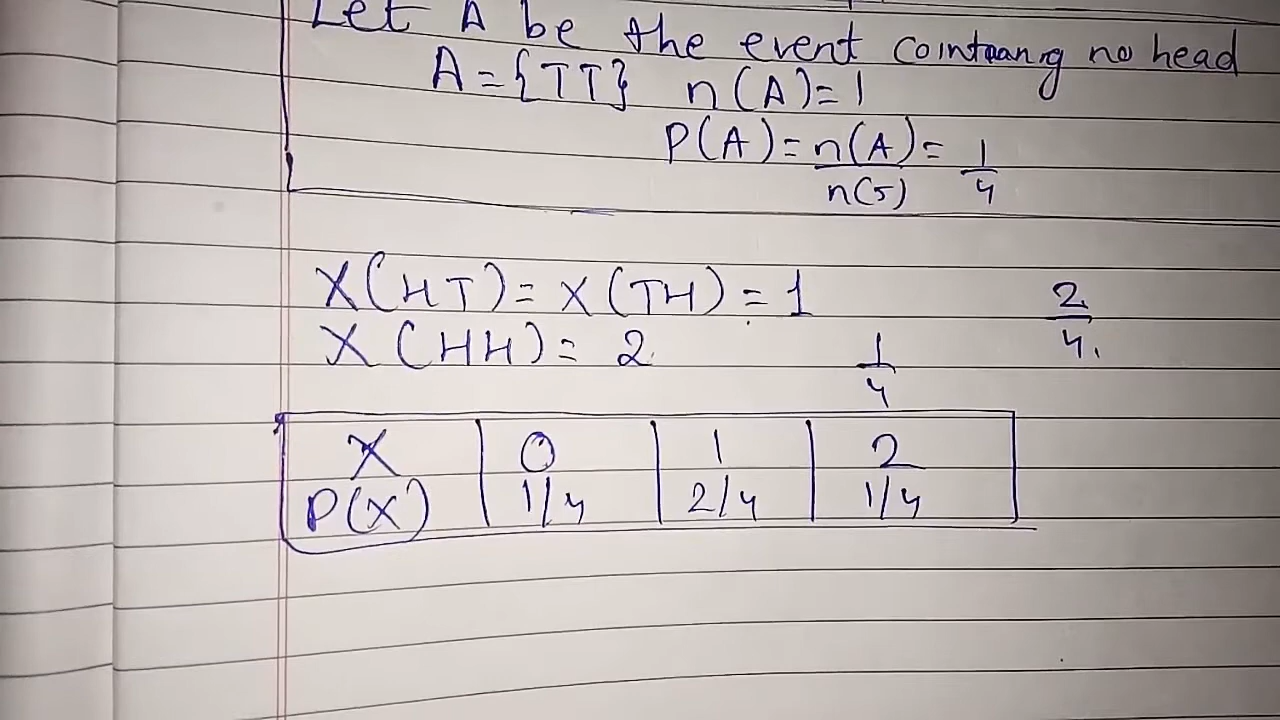 Let A be the event cointaang no head
A={TT} n(A)=1
P(A)=n(A)/n(s)=1/4
X(HT)=X(TH)=1
2/4.
X(HH)=2.
1/4
X 0 1 2
P(X) 1/4 2/4 1/4